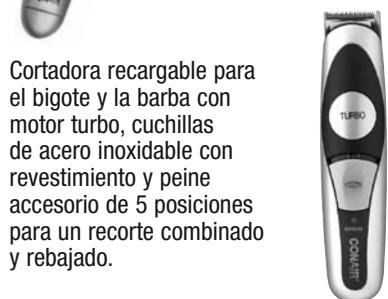 Cortadora recargable para
el bigote y la barba con
motor turbo, cuchillas
de acero inoxidable con
revestimiento y peine
accesorio de 5 posiciones
para un recorte combinado
y rebajado.
TURBO
CONAIR